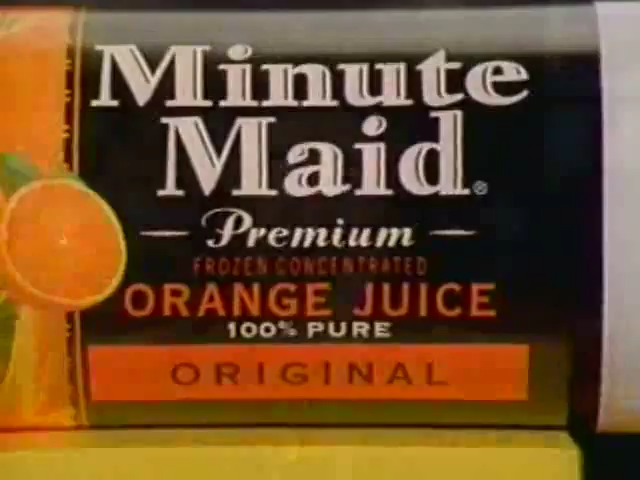 Minute
Maid®
Premium
FROZEN CONCENTRATED
ORANGE JUICE
100% PURE
ORIGINAL